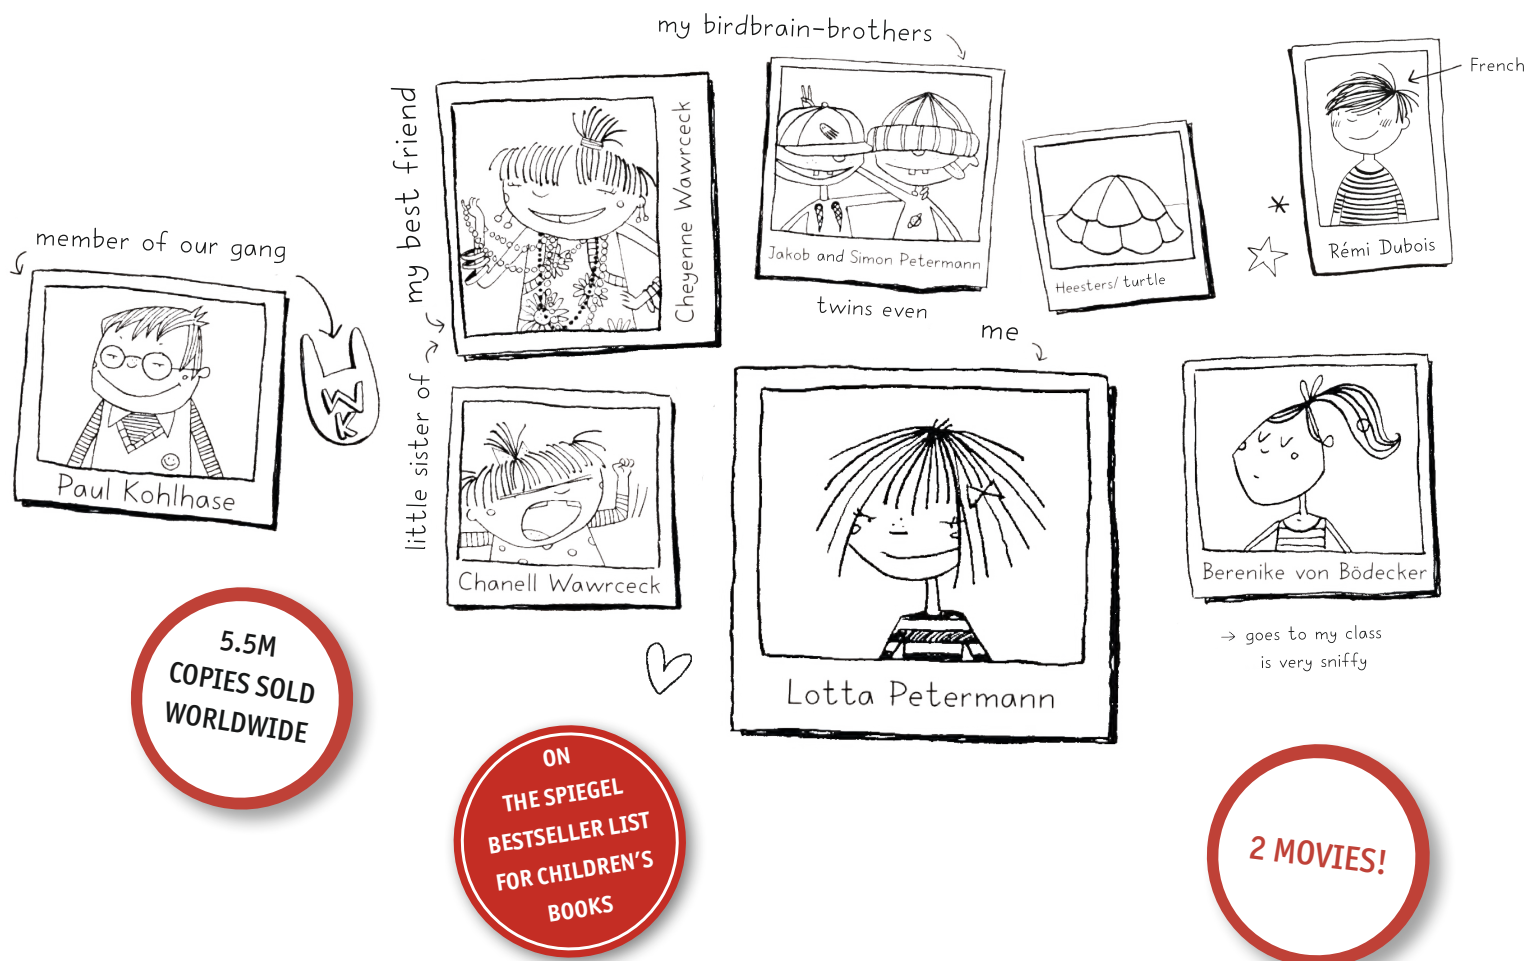 my birdbrain-brothers
French
my best friend
Cheyenne Wawrceck
Jakob and Simon Petermann
twins even
Heesters/turtle
Rémi Dubois
member of our gang
WK
Paul Kohlhase
little sister of
Chanell Wawrceck
me
Lotta Petermann
Berenike von Bödecker
→ goes to my class
is very sniffy
5.5M
COPIES SOLD
WORLDWIDE
ON
THE SPIEGEL
BESTSELLER LIST
FOR CHILDREN'S
BOOKS
2 MOVIES!